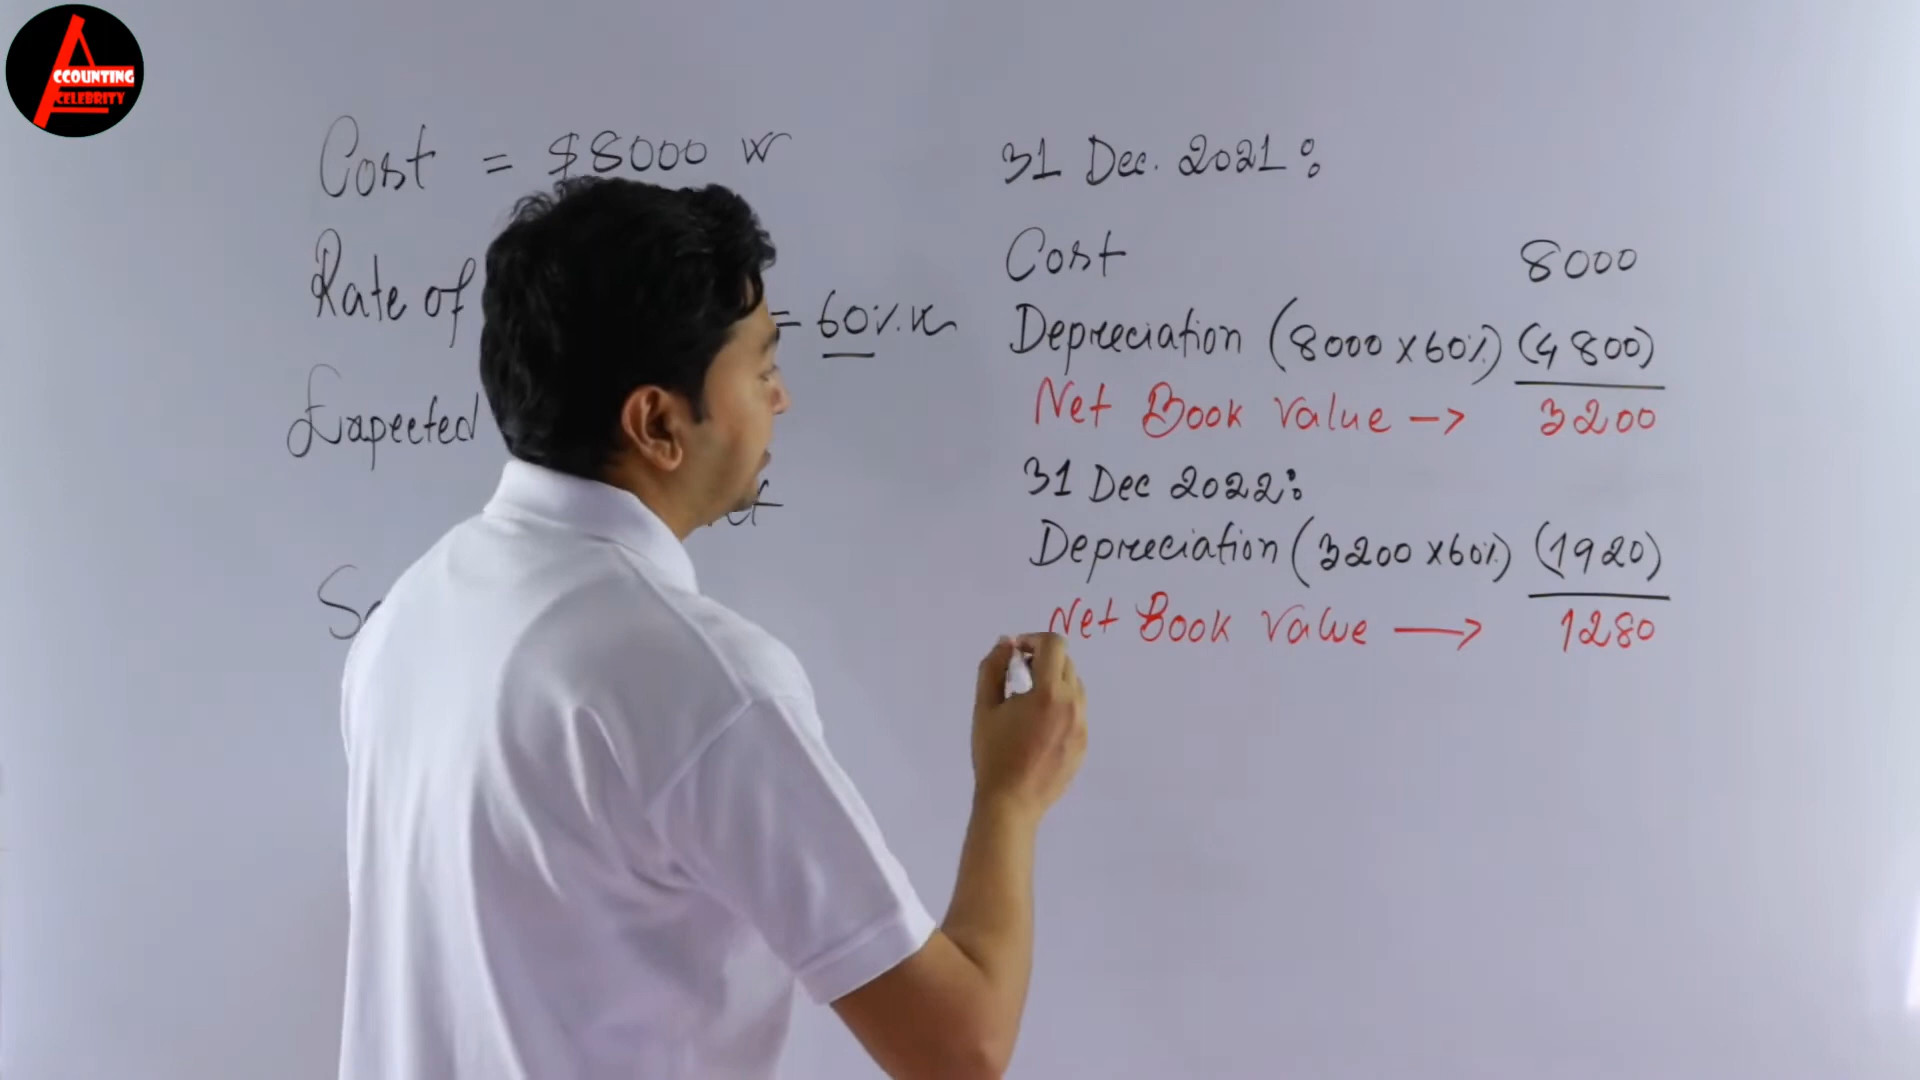 ACCOUNTING
CELEBRITY
Cost = $8000
Rate of = 60%
Expected
31 Dec. 2021:
Cost 8000
Depreciation (8000 x 60%) (4800)
Net Book Value -> 3200
31 Dec 2022:
Depreciation (3200 x 60%) (1920)
Net Book Value -> 1280